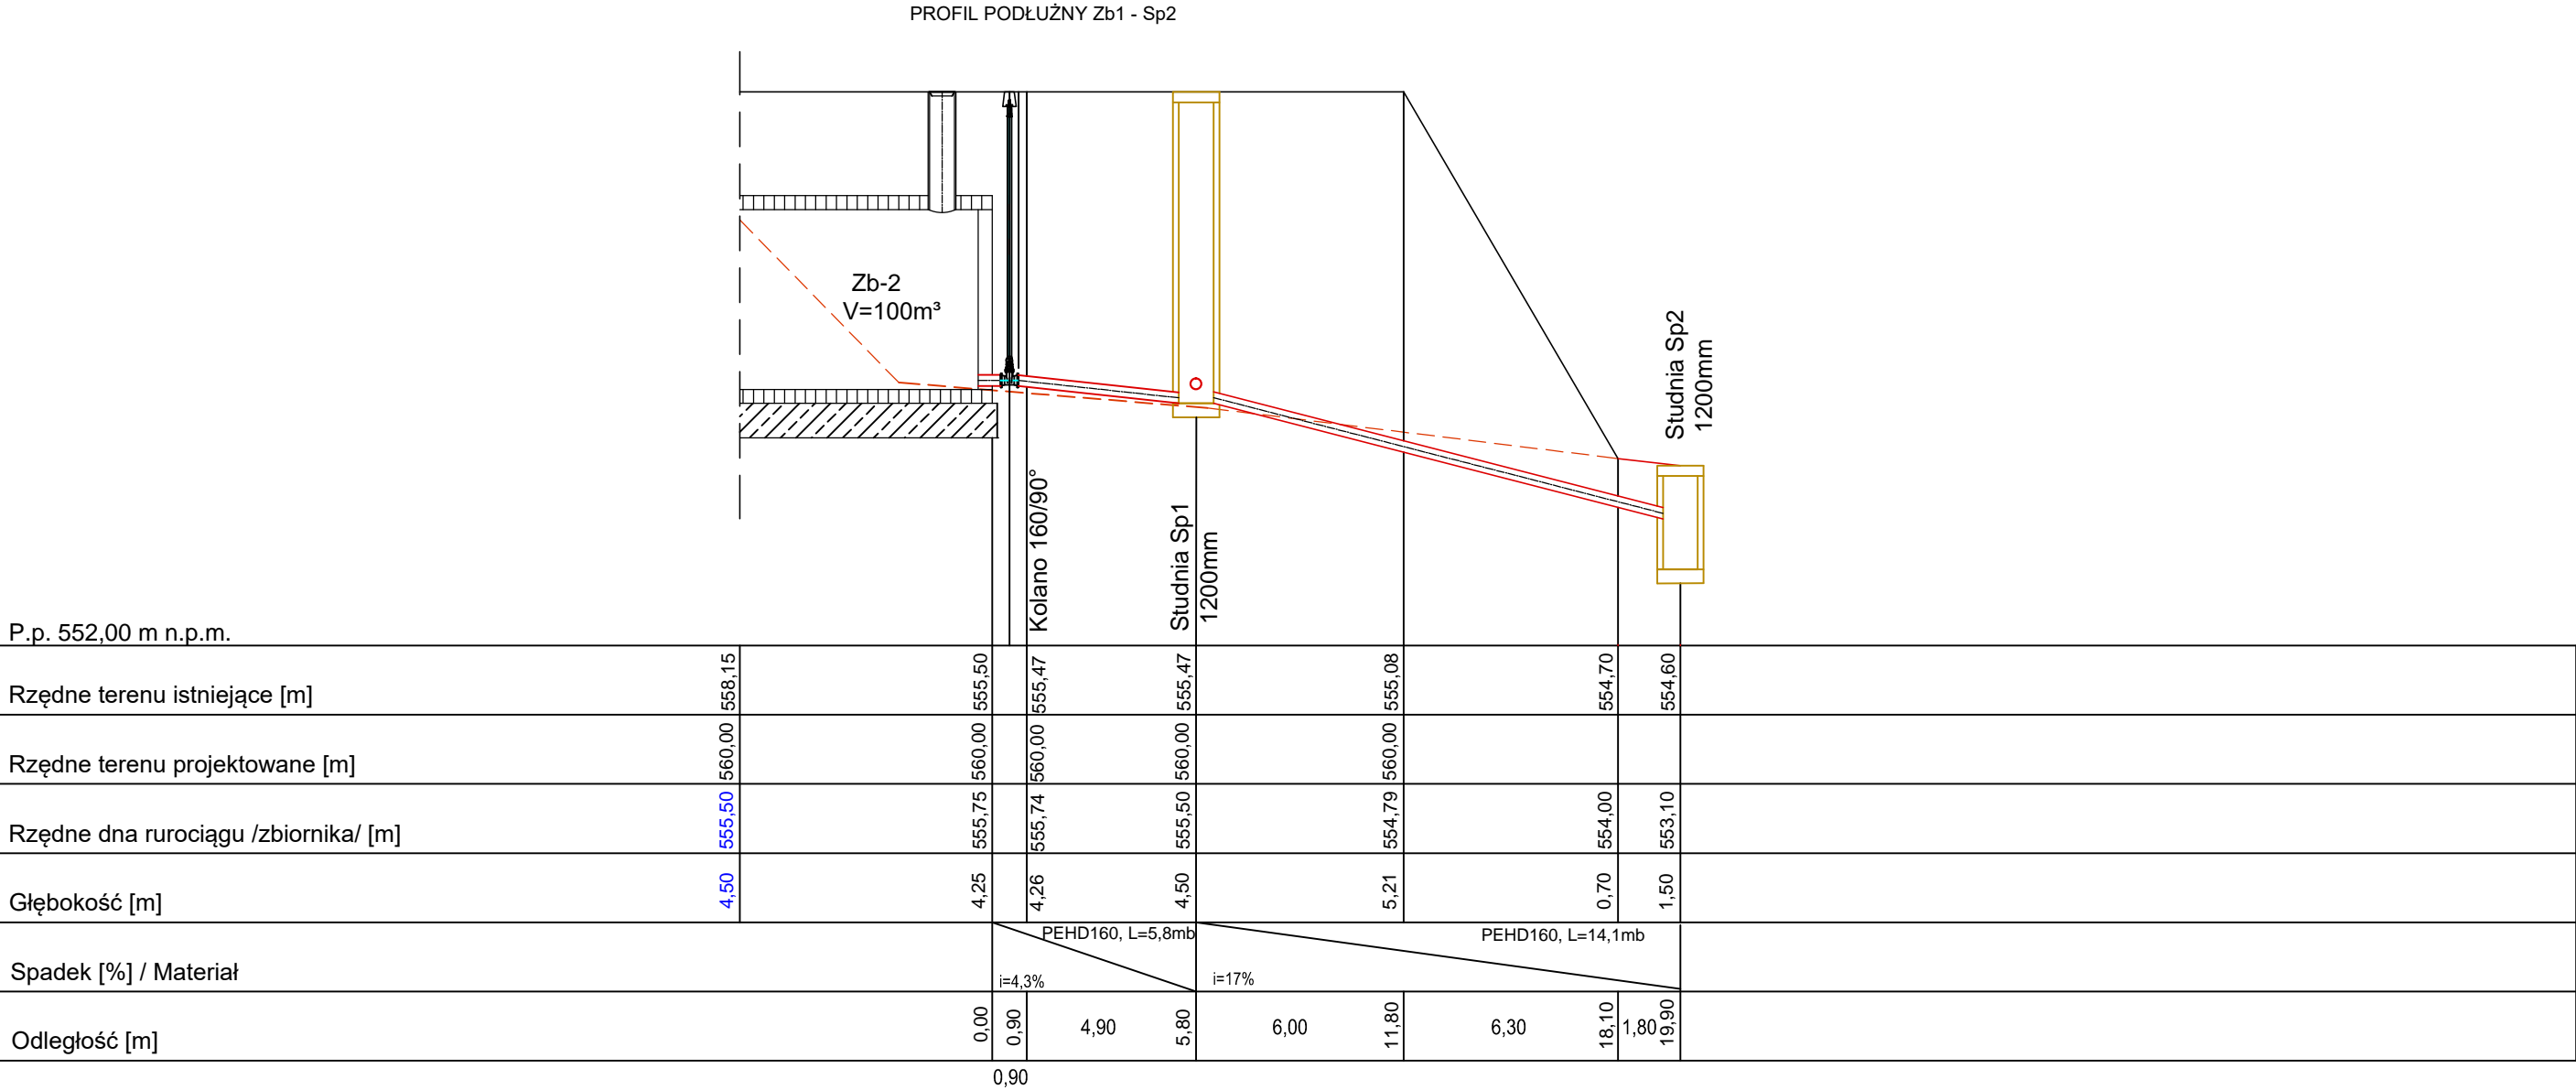 PROFIL PODŁUŻNY Zb1 - Sp2
Zb-2
V=100m³
Kolano 160/90°
Studnia Sp1
1200mm
Studnia Sp2
1200mm
P.p. 552,00 m n.p.m.
Rzędne terenu istniejące [m] 558,15 555,50 555,47 555,47 555,08 554,70 554,60
Rzędne terenu projektowane [m] 560,00 560,00 560,00 560,00 560,00
Rzędne dna rurociągu /zbiornika/ [m] 555,50 555,75 555,74 555,50 554,79 554,00 553,10
Głębokość [m] 4,50 4,25 4,26 4,50 5,21 0,70 1,50
PEHD160, L=5,8mb PEHD160, L=14,1mb
Spadek [%] / Materiał i=4,3% i=17%
Odległość [m] 0,00 0,90 4,90 5,80 6,00 11,80 6,30 18,10 1,80 19,90
0,90